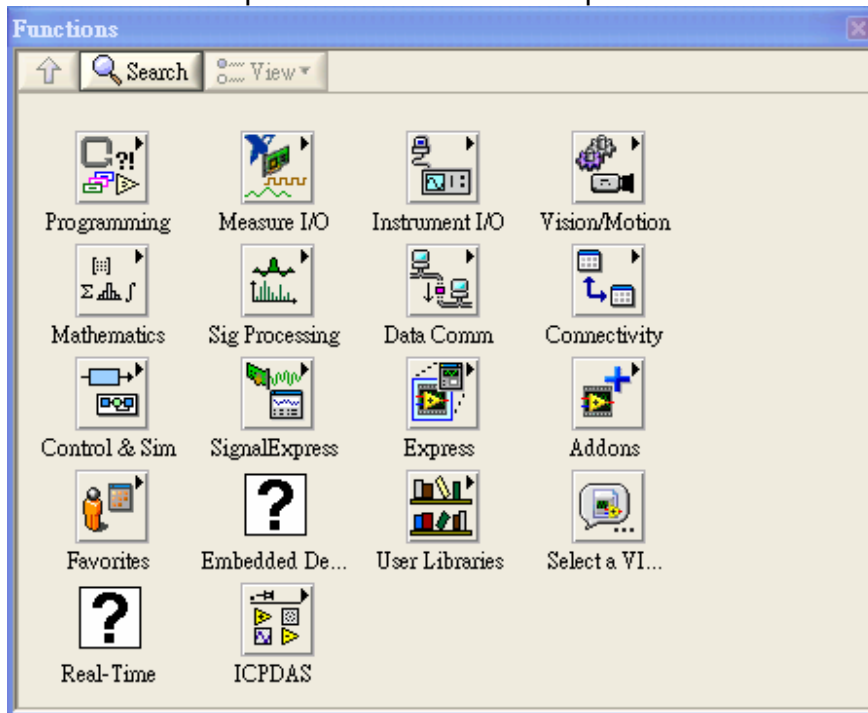 Functions
Search View
Programming Measure I/O Instrument I/O Vision/Motion
Mathematics Sig Processing Data Comm Connectivity
Control & Sim SignalExpress Express Addons
Favorites Embedded De... User Libraries Select a VI...
Real-Time ICPDAS